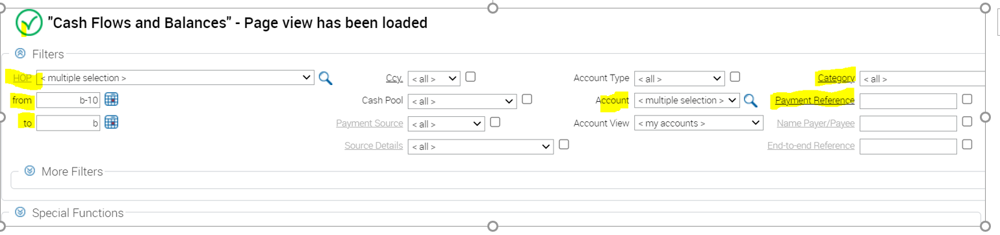 "Cash Flows and Balances" - Page view has been loaded
Filters
HOP < multiple selection > Ccy. < all > Account Type < all > Category < all >
from b-10 Cash Pool < all > Account < multiple selection > Payment Reference
to b Payment Source < all > Account View < my accounts > Name Payer/Payee
Source Details < all > End-to-end Reference
More Filters
Special Functions